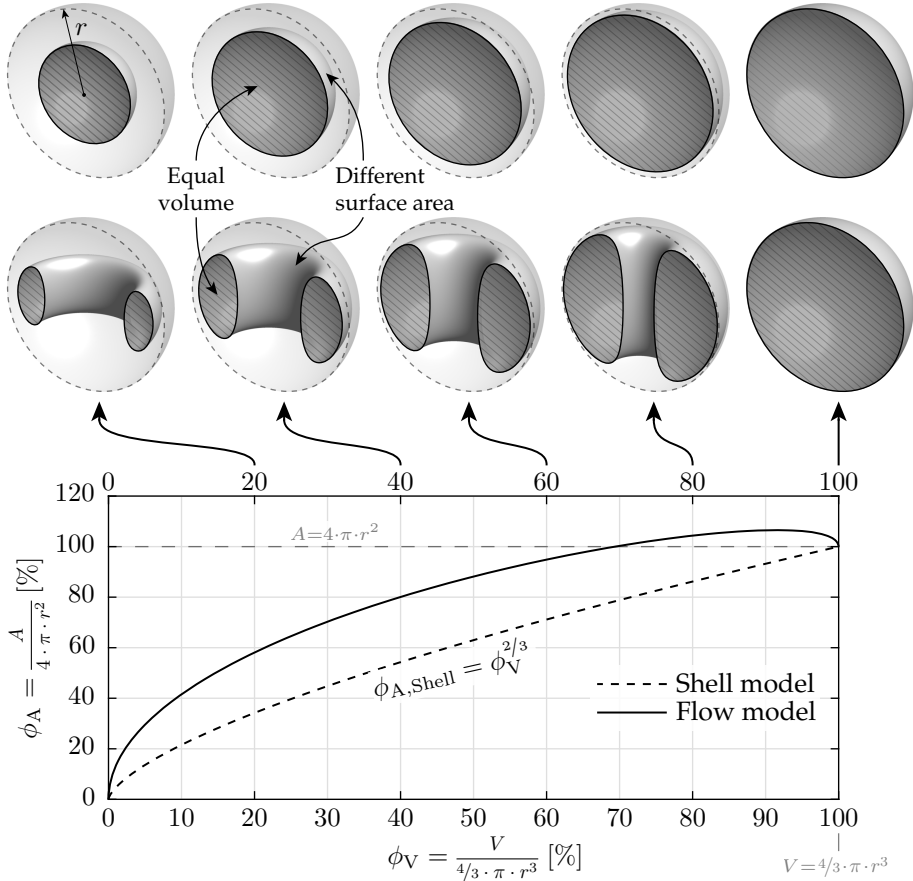 r
Equal
volume
Different
surface area
0 20 40 60 80 100
120
100
80
60
40
20
0
A=4·π·r²
ϕ_A = A / (4 · π · r²) [%]
ϕ_A,Shell = ϕ_V^2/3
Shell model
Flow model
0 10 20 30 40 50 60 70 80 90 100
ϕ_V = V / (4/3 · π · r³) [%]
V=4/3·π·r³